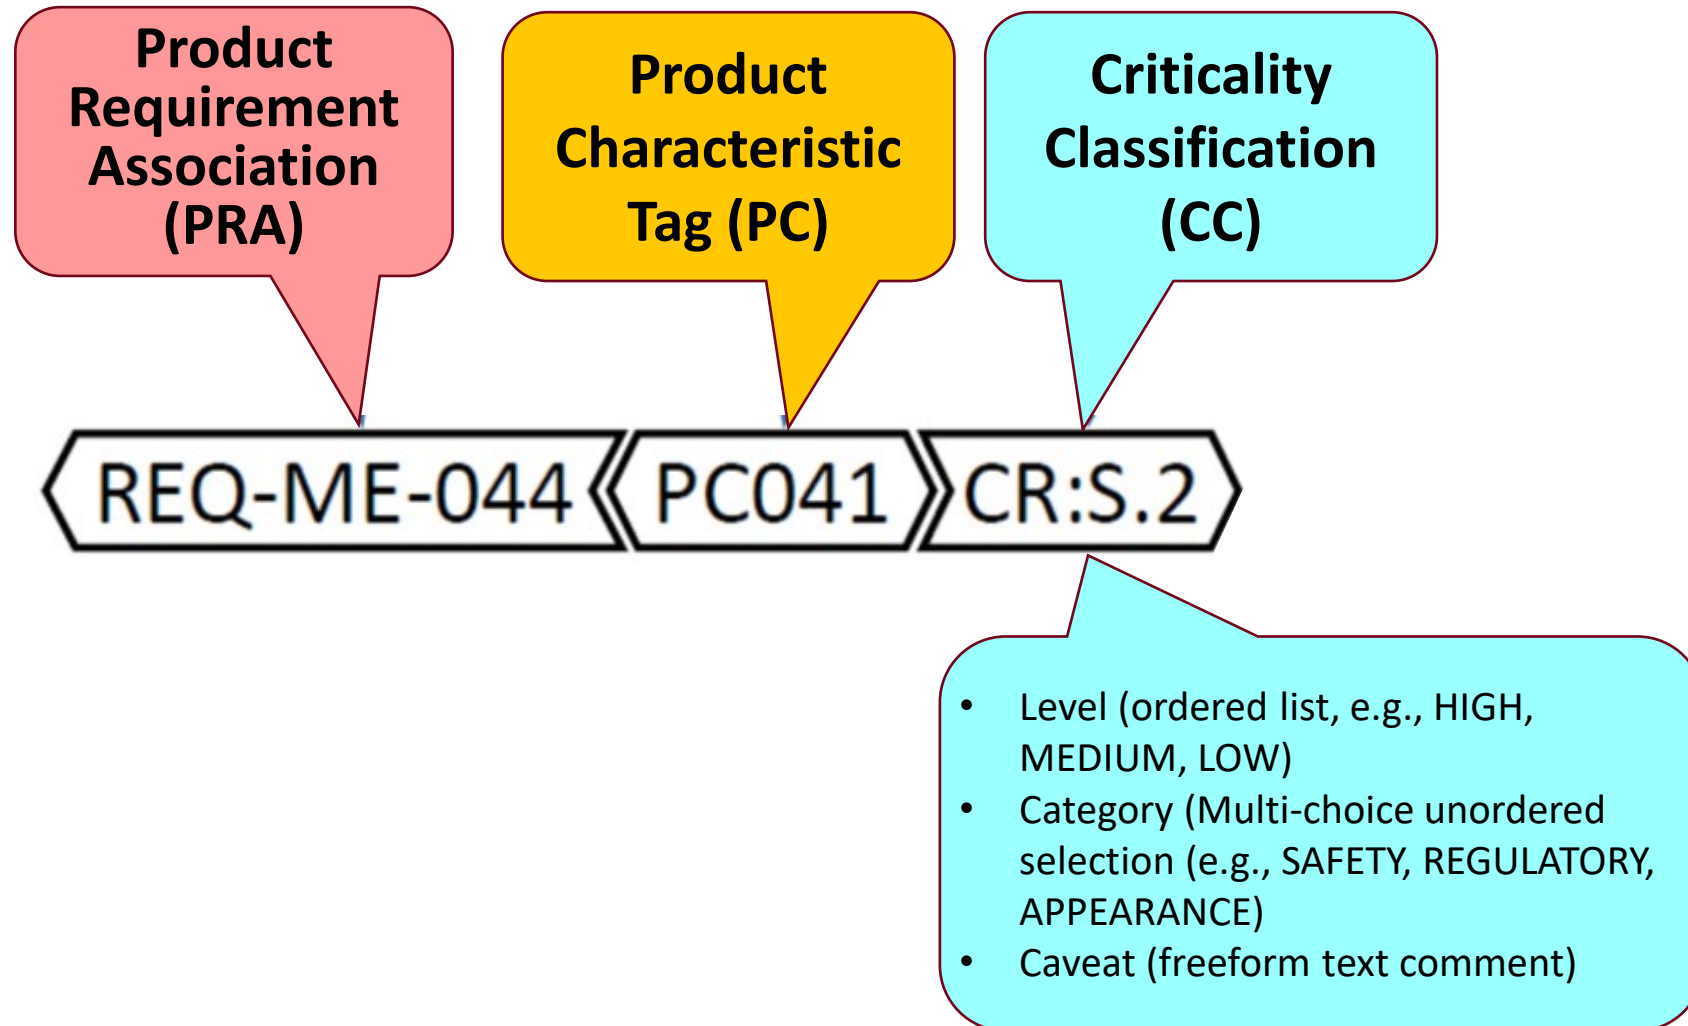 Product
Requirement
Association
(PRA)
Product
Characteristic
Tag (PC)
Criticality
Classification
(CC)
REQ-ME-044
PC041
CR:S.2
• Level (ordered list, e.g., HIGH,
MEDIUM, LOW)
• Category (Multi-choice unordered
selection (e.g., SAFETY, REGULATORY,
APPEARANCE)
• Caveat (freeform text comment)